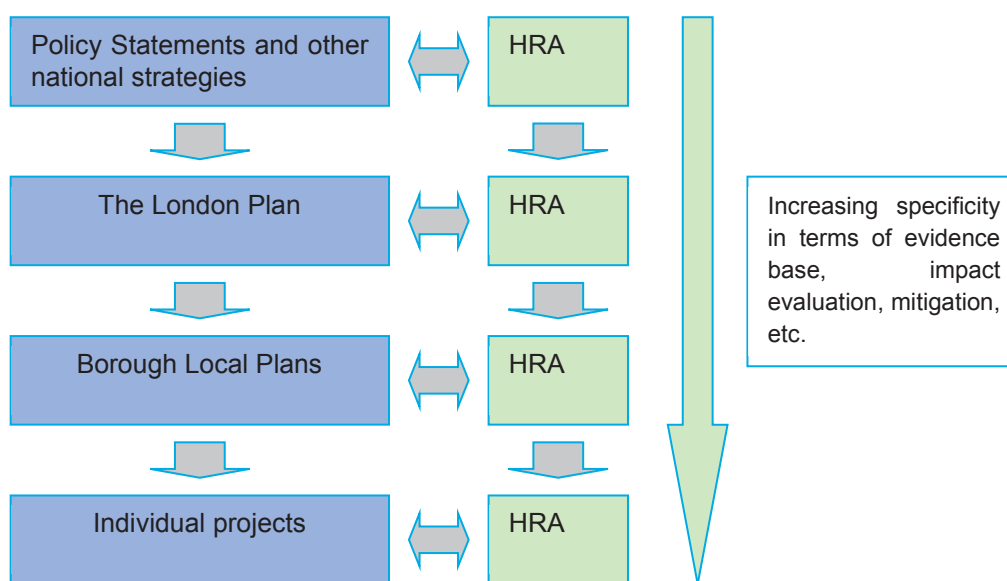 Policy Statements and other
national strategies
HRA
The London Plan
HRA
Increasing specificity
in terms of evidence
base, impact
evaluation, mitigation,
etc.
Borough Local Plans
HRA
Individual projects
HRA